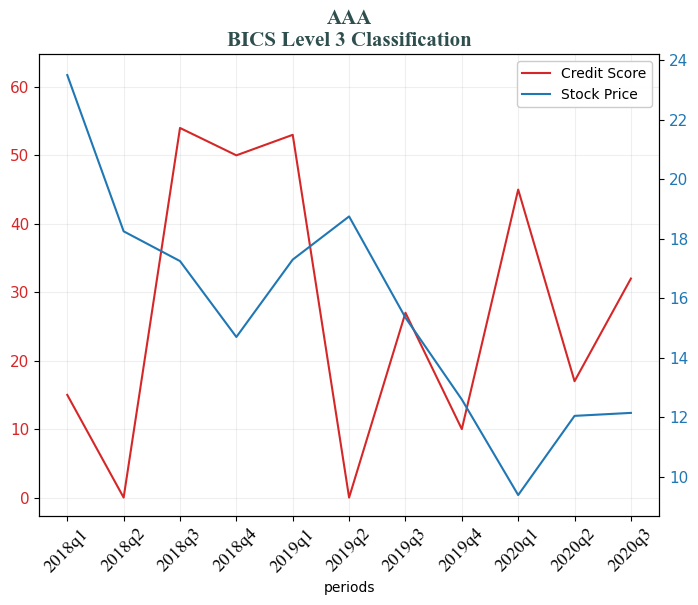 AAA
BICS Level 3 Classification
Credit Score
Stock Price
60
50
40
30
20
10
0
24
22
20
18
16
14
12
10
2018q1 2018q2 2018q3 2018q4 2019q1 2019q2 2019q3 2019q4 2020q1 2020q2 2020q3
periods